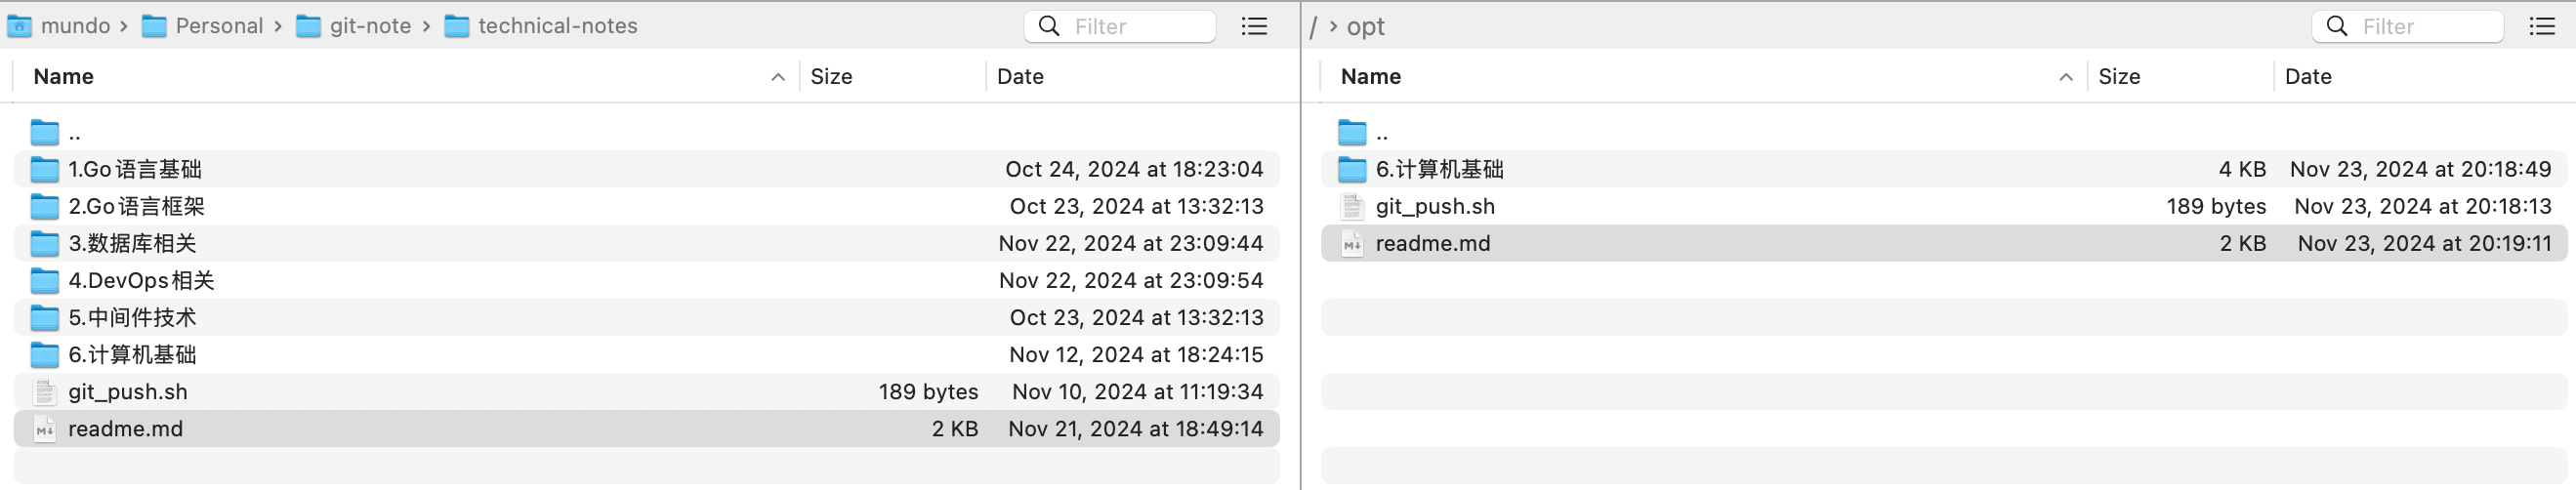 mundo > Personal > git-note > technical-notes Filter
Name Size Date
..
1.Go语言基础 Oct 24, 2024 at 18:23:04
2.Go语言框架 Oct 23, 2024 at 13:32:13
3.数据库相关 Nov 22, 2024 at 23:09:44
4.DevOps相关 Nov 22, 2024 at 23:09:54
5.中间件技术 Oct 23, 2024 at 13:32:13
6.计算机基础 Nov 12, 2024 at 18:24:15
git_push.sh 189 bytes Nov 10, 2024 at 11:19:34
readme.md 2 KB Nov 21, 2024 at 18:49:14
/ > opt Filter
Name Size Date
..
6.计算机基础 4 KB Nov 23, 2024 at 20:18:49
git_push.sh 189 bytes Nov 23, 2024 at 20:18:13
readme.md 2 KB Nov 23, 2024 at 20:19:11